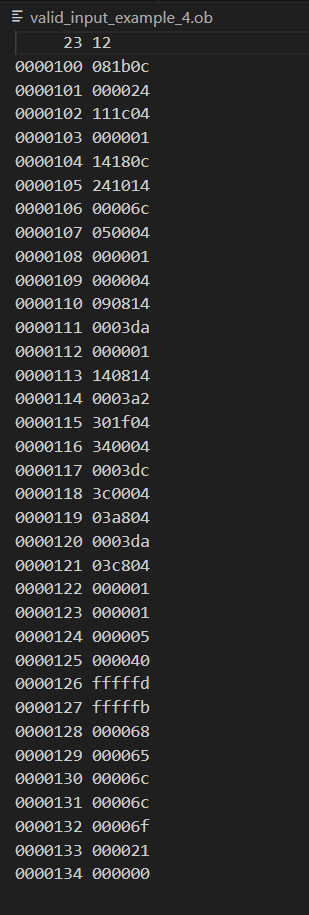 valid_input_example_4.ob
23 12
0000100 081b0c
0000101 000024
0000102 111c04
0000103 000001
0000104 14180c
0000105 241014
0000106 00006c
0000107 050004
0000108 000001
0000109 000004
0000110 090814
0000111 0003da
0000112 000001
0000113 140814
0000114 0003a2
0000115 301f04
0000116 340004
0000117 0003dc
0000118 3c0004
0000119 03a804
0000120 0003da
0000121 03c804
0000122 000001
0000123 000001
0000124 000005
0000125 000040
0000126 fffffd
0000127 fffffb
0000128 000068
0000129 000065
0000130 00006c
0000131 00006c
0000132 00006f
0000133 000021
0000134 000000